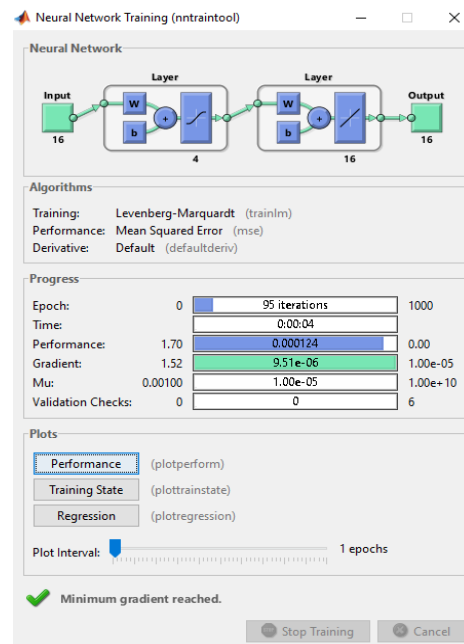 Neural Network Training (nntraintool)
Neural Network
Layer Layer
Input Output
W W
b b
+ +
16 16
4 16
Algorithms
Training: Levenberg-Marquardt (trainlm)
Performance: Mean Squared Error (mse)
Derivative: Default (defaultderiv)
Progress
Epoch: 0 95 iterations 1000
Time: 0:00:04
Performance: 1.70 0.000124 0.00
Gradient: 1.52 9.51e-06 1.00e-05
Mu: 0.00100 1.00e-05 1.00e+10
Validation Checks: 0 0 6
Plots
Performance (plotperform)
Training State (plottrainstate)
Regression (plotregression)
Plot Interval: 1 epochs
Minimum gradient reached.
Stop Training Cancel